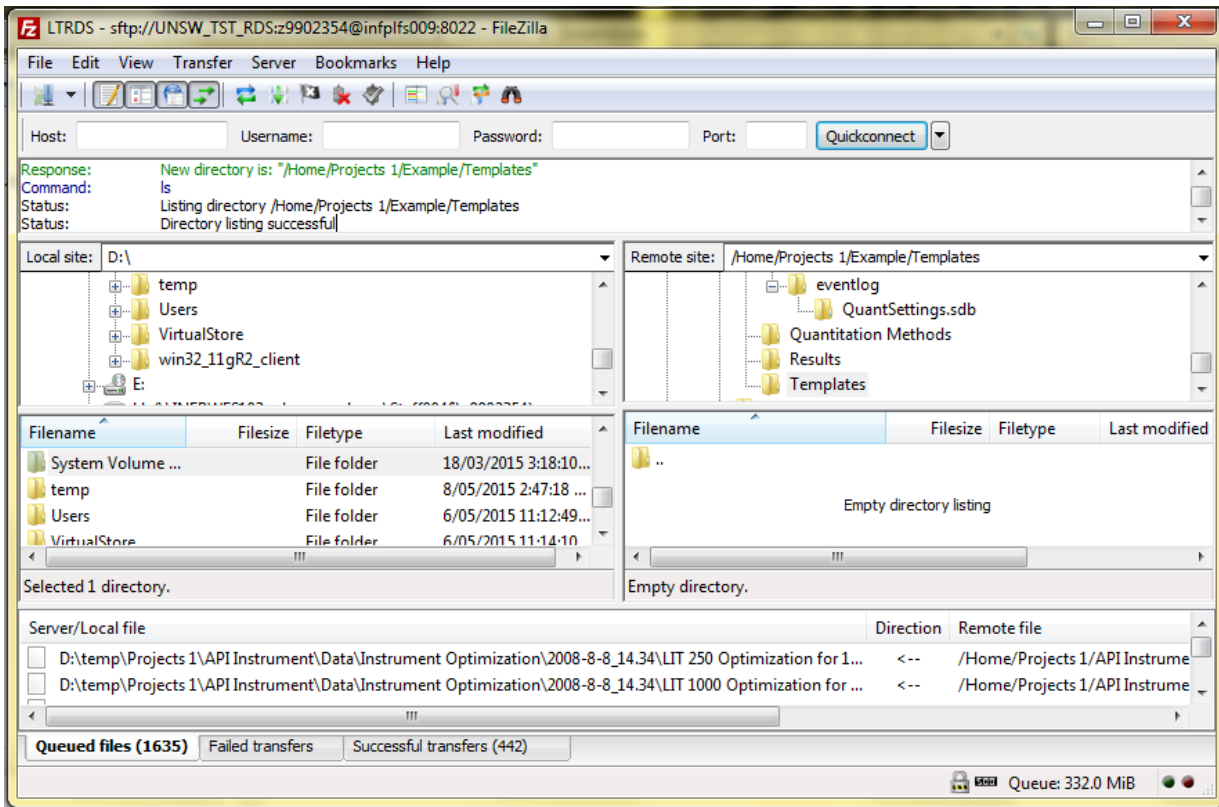 LTRDS - sftp://UNSW_TST_RDS:z9902354@infplfs009:8022 - FileZilla
File Edit View Transfer Server Bookmarks Help
Host: Username: Password: Port: Quickconnect
Response: New directory is: "/Home/Projects 1/Example/Templates"
Command: ls
Status: Listing directory /Home/Projects 1/Example/Templates
Status: Directory listing successful
Local site: D:\
temp
Users
VirtualStore
win32_11gR2_client
E:
Remote site: /Home/Projects 1/Example/Templates
eventlog
QuantSettings.sdb
Quantitation Methods
Results
Templates
Filename Filesize Filetype Last modified
System Volume ... File folder 18/03/2015 3:18:10...
temp File folder 8/05/2015 2:47:18 ...
Users File folder 6/05/2015 11:12:49...
VirtualStore File folder 6/05/2015 11:14:10
Selected 1 directory.
Filename Filesize Filetype Last modified
..
Empty directory listing
Empty directory.
Server/Local file Direction Remote file
D:\temp\Projects 1\API Instrument\Data\Instrument Optimization\2008-8-8_14.34\LIT 250 Optimization for 1... <-- /Home/Projects 1/API Instrume
D:\temp\Projects 1\API Instrument\Data\Instrument Optimization\2008-8-8_14.34\LIT 1000 Optimization for ... <-- /Home/Projects 1/API Instrume
Queued files (1635) Failed transfers Successful transfers (442)
Queue: 332.0 MiB